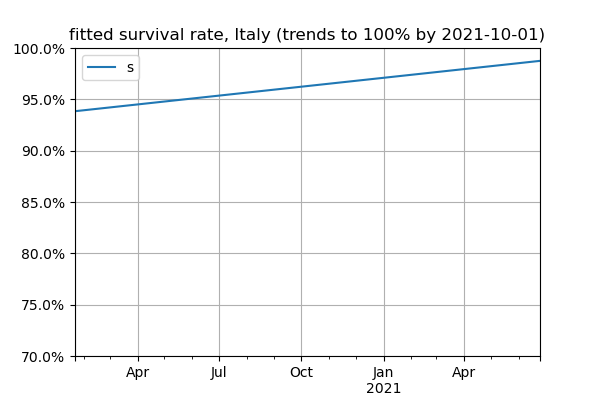 fitted survival rate, Italy (trends to 100% by 2021-10-01)
100.0%
s
95.0%
90.0%
85.0%
80.0%
75.0%
70.0%
Apr Jul Oct Jan Apr
2021